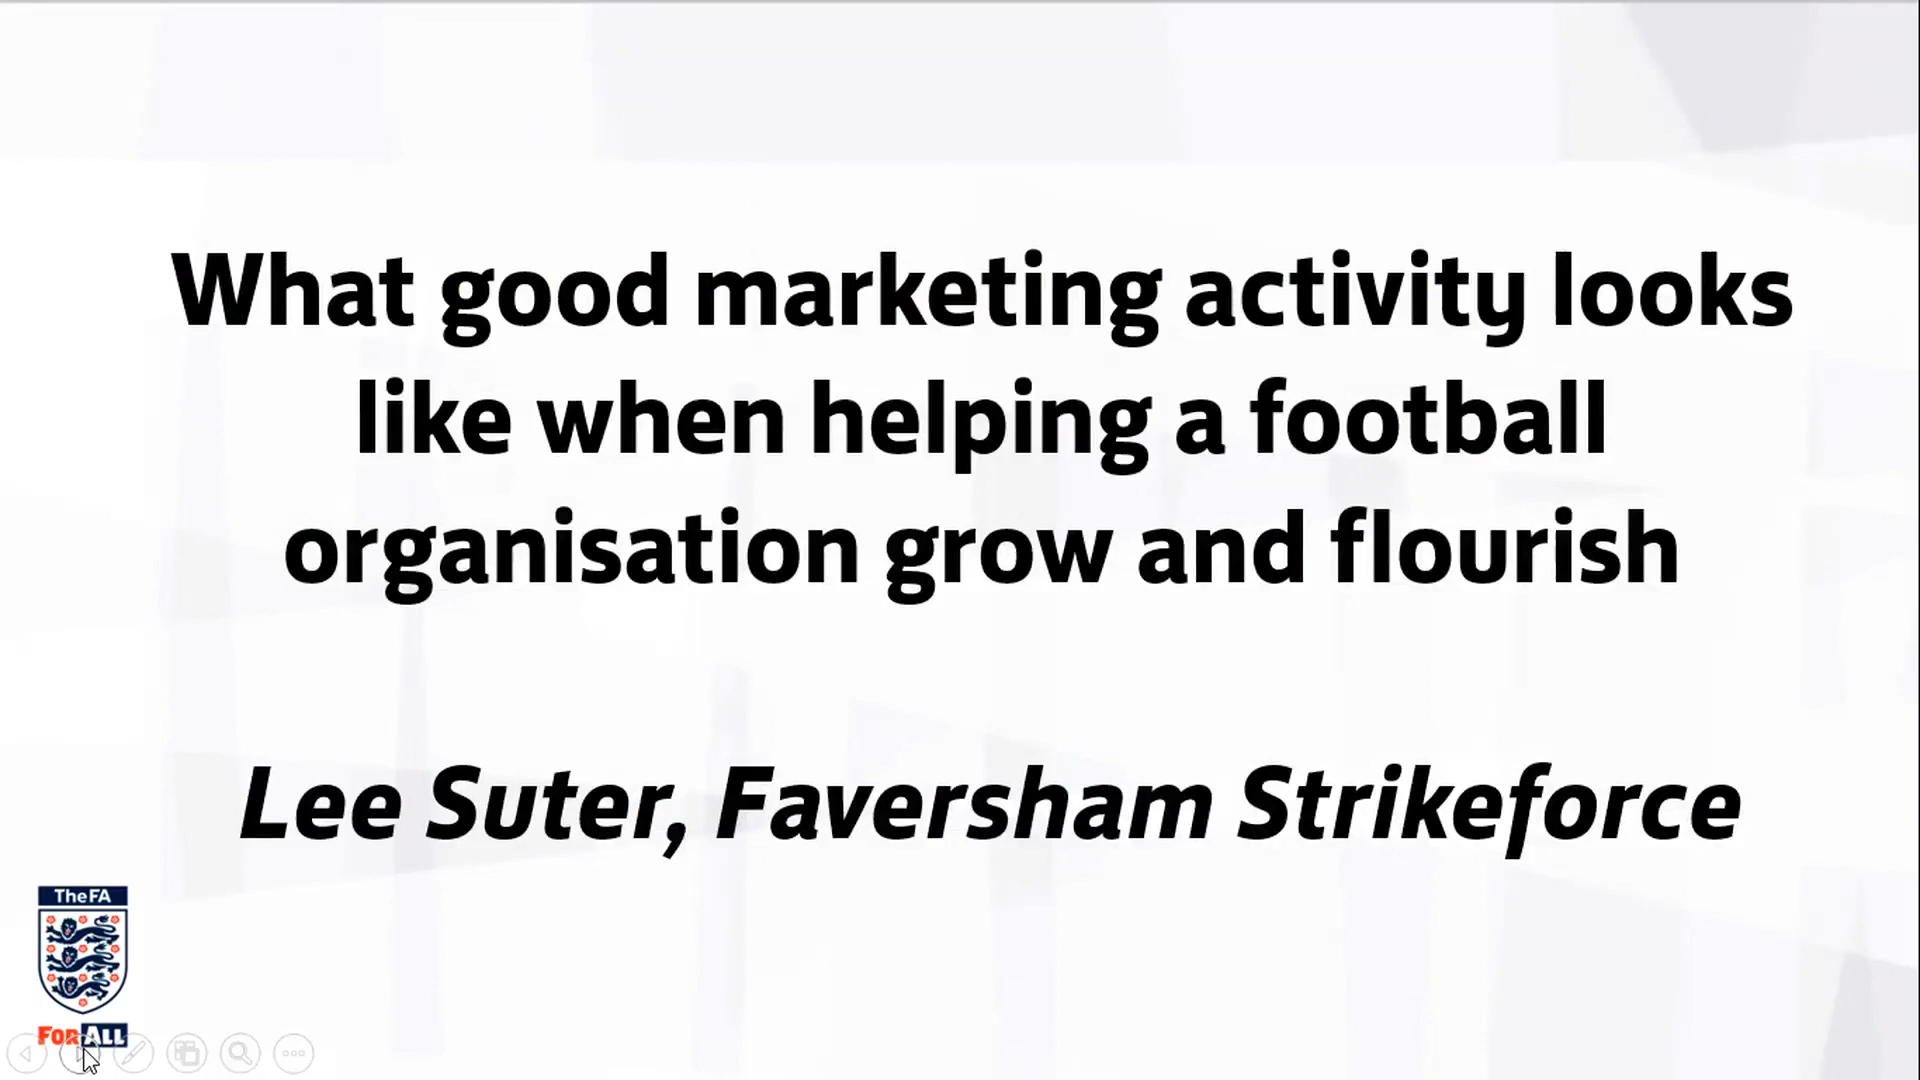 What good marketing activity looks
like when helping a football
organisation grow and flourish
Lee Suter, Faversham Strikeforce
The FA
FOR ALL